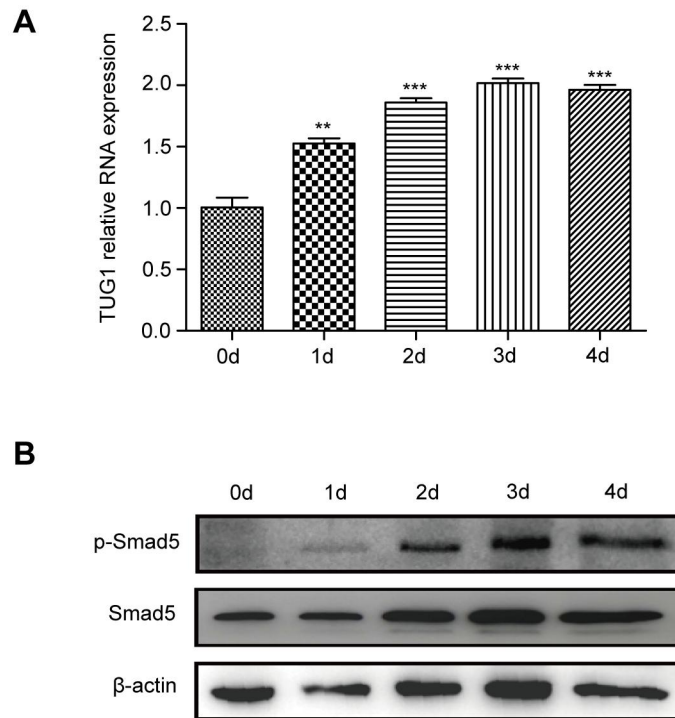 A
TUG1 relative RNA expression
2.5
2.0
1.5
1.0
0.5
0.0
**
***
***
***
0d 1d 2d 3d 4d
B
0d 1d 2d 3d 4d
p-Smad5
Smad5
β-actin